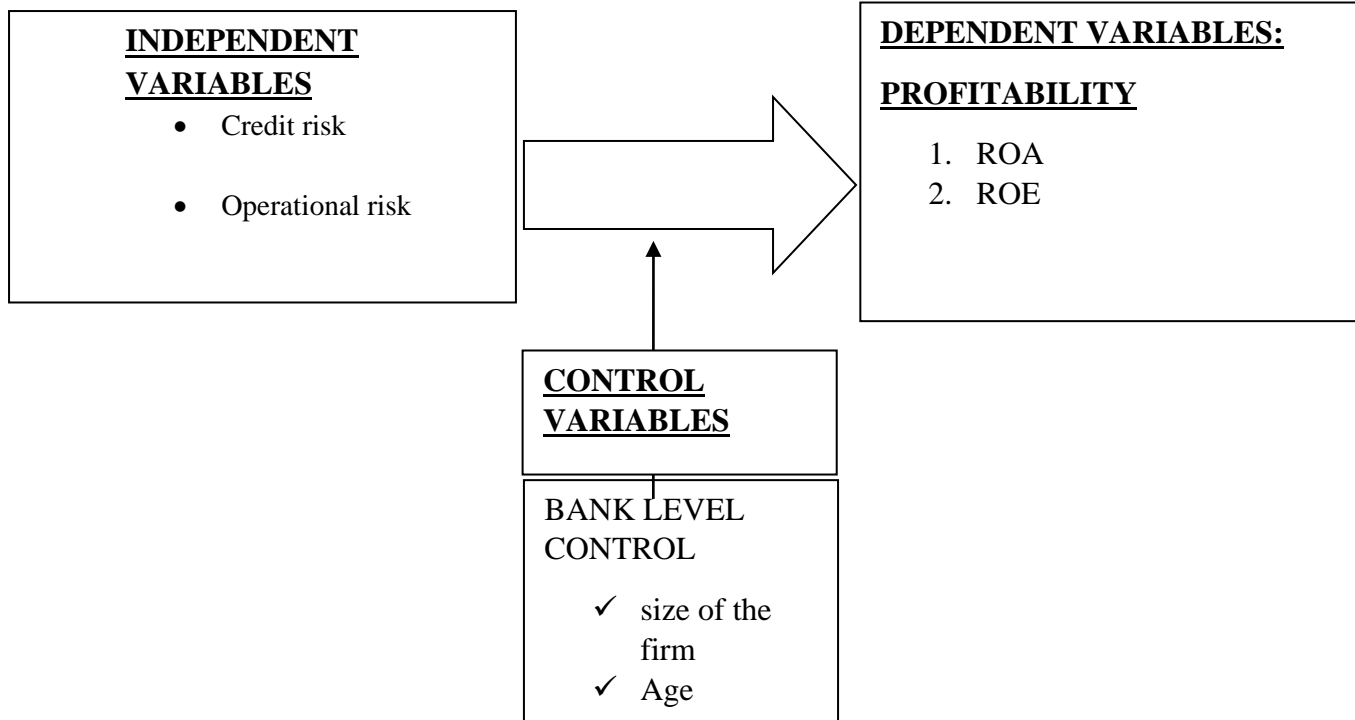 INDEPENDENT
VARIABLES
• Credit risk
• Operational risk
DEPENDENT VARIABLES:
PROFITABILITY
1. ROA
2. ROE
CONTROL
VARIABLES
BANK LEVEL
CONTROL
✓ size of the
firm
✓ Age